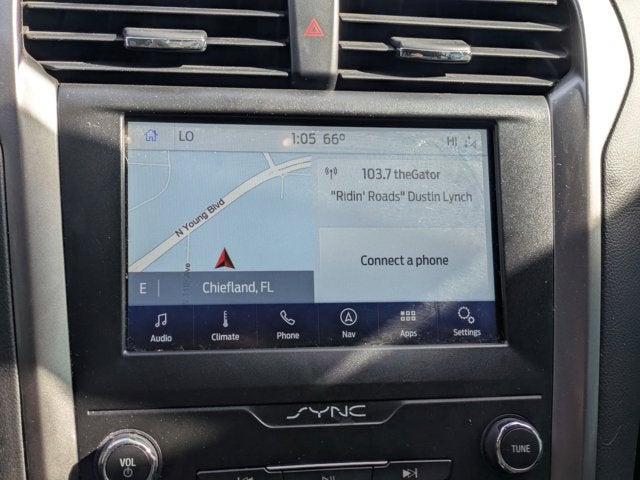 LO 1:05 66° HI
103.7 theGator
"Ridin' Roads" Dustin Lynch
N Young Blvd
Connect a phone
E Chiefland, FL
Audio Climate Phone Nav Apps Settings
SYNC
VOL
TUNE